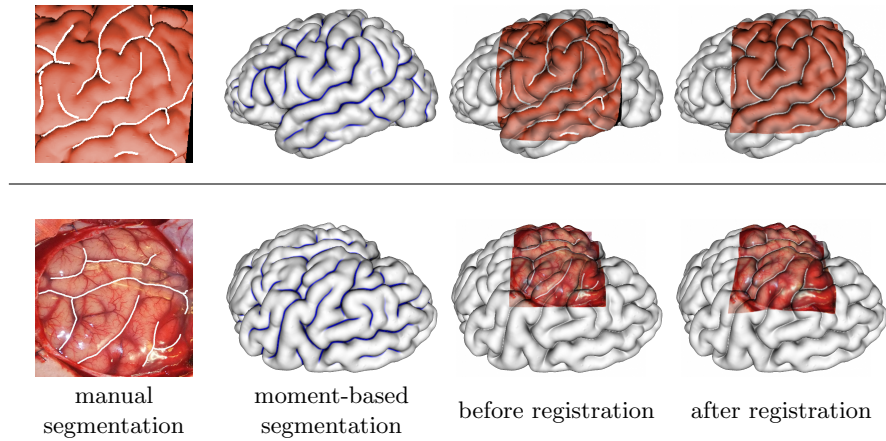 manual
segmentation
moment-based
segmentation
before registration
after registration